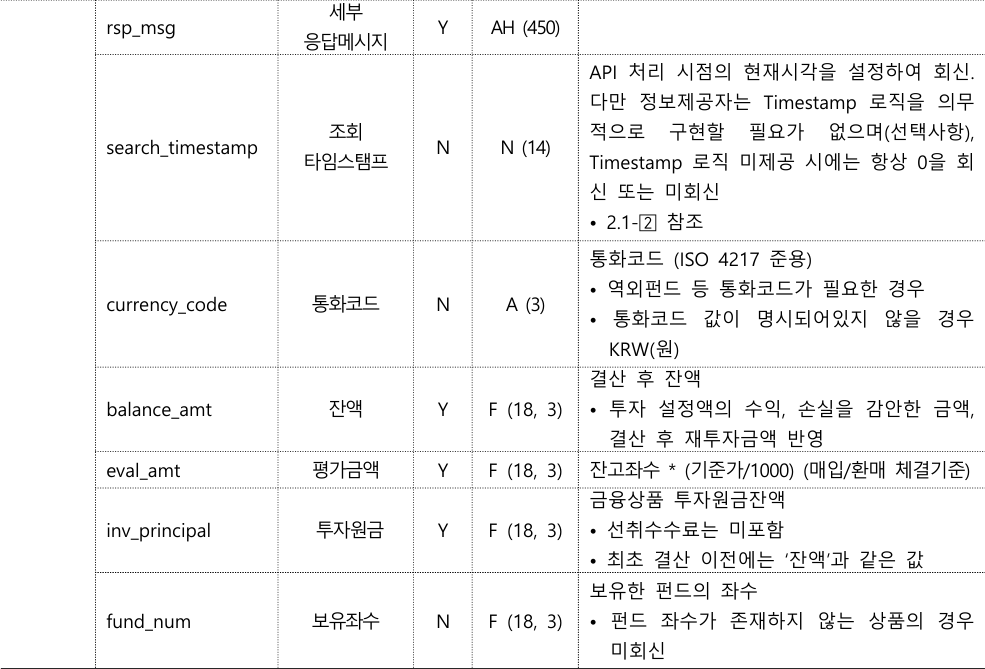 rsp_msg
세부
응답메시지
Y
AH (450)
search_timestamp
조회
타임스탬프
N
N (14)
API 처리 시점의 현재시각을 설정하여 회신.
다만 정보제공자는 Timestamp 로직을 의무
적으로 구현할 필요가 없으며(선택사항),
Timestamp 로직 미제공 시에는 항상 0을 회
신 또는 미회신
• 2.1-2 참조
currency_code
통화코드
N
A (3)
통화코드 (ISO 4217 준용)
• 역외펀드 등 통화코드가 필요한 경우
• 통화코드 값이 명시되어있지 않을 경우
KRW(원)
balance_amt
잔액
Y
F (18, 3)
결산 후 잔액
• 투자 설정액의 수익, 손실을 감안한 금액,
결산 후 재투자금액 반영
eval_amt
평가금액
Y
F (18, 3)
잔고좌수 * (기준가/1000) (매입/환매 체결기준)
inv_principal
투자원금
Y
F (18, 3)
금융상품 투자원금잔액
• 선취수수료는 미포함
• 최초 결산 이전에는 ‘잔액’과 같은 값
fund_num
보유좌수
N
F (18, 3)
보유한 펀드의 좌수
• 펀드 좌수가 존재하지 않는 상품의 경우
미회신